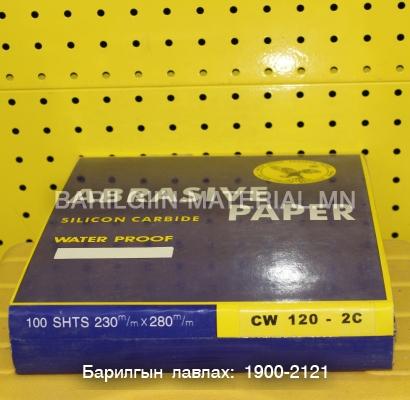 ABRASIVE
BARILGIIN-MATERIAL.MN
PAPER
SILICON CARBIDE
WATER PROOF
100 SHTS 230m/m x 280m/m
CW 120 - 2C
Барилгын лавлах: 1900-2121